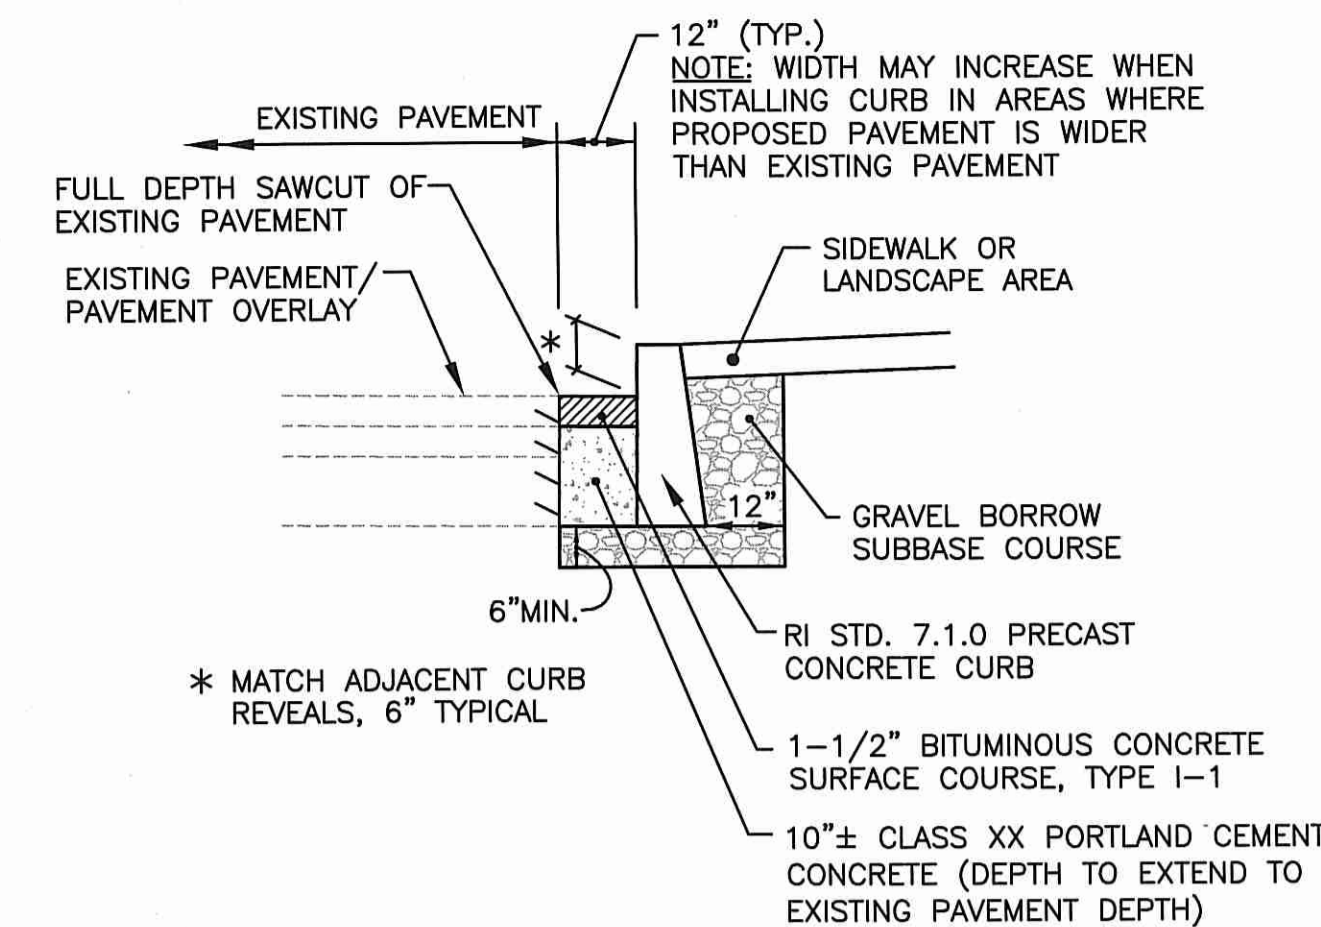 12” (TYP.)
NOTE: WIDTH MAY INCREASE WHEN
INSTALLING CURB IN AREAS WHERE
PROPOSED PAVEMENT IS WIDER
THAN EXISTING PAVEMENT
EXISTING PAVEMENT
FULL DEPTH SAWCUT OF
EXISTING PAVEMENT
EXISTING PAVEMENT/
PAVEMENT OVERLAY
SIDEWALK OR
LANDSCAPE AREA
*
12”
GRAVEL BORROW
SUBBASE COURSE
6”MIN.
RI STD. 7.1.0 PRECAST
CONCRETE CURB
* MATCH ADJACENT CURB
REVEALS, 6” TYPICAL
1-1/2” BITUMINOUS CONCRETE
SURFACE COURSE, TYPE I-1
10”± CLASS XX PORTLAND CEMENT
CONCRETE (DEPTH TO EXTEND TO
EXISTING PAVEMENT DEPTH)